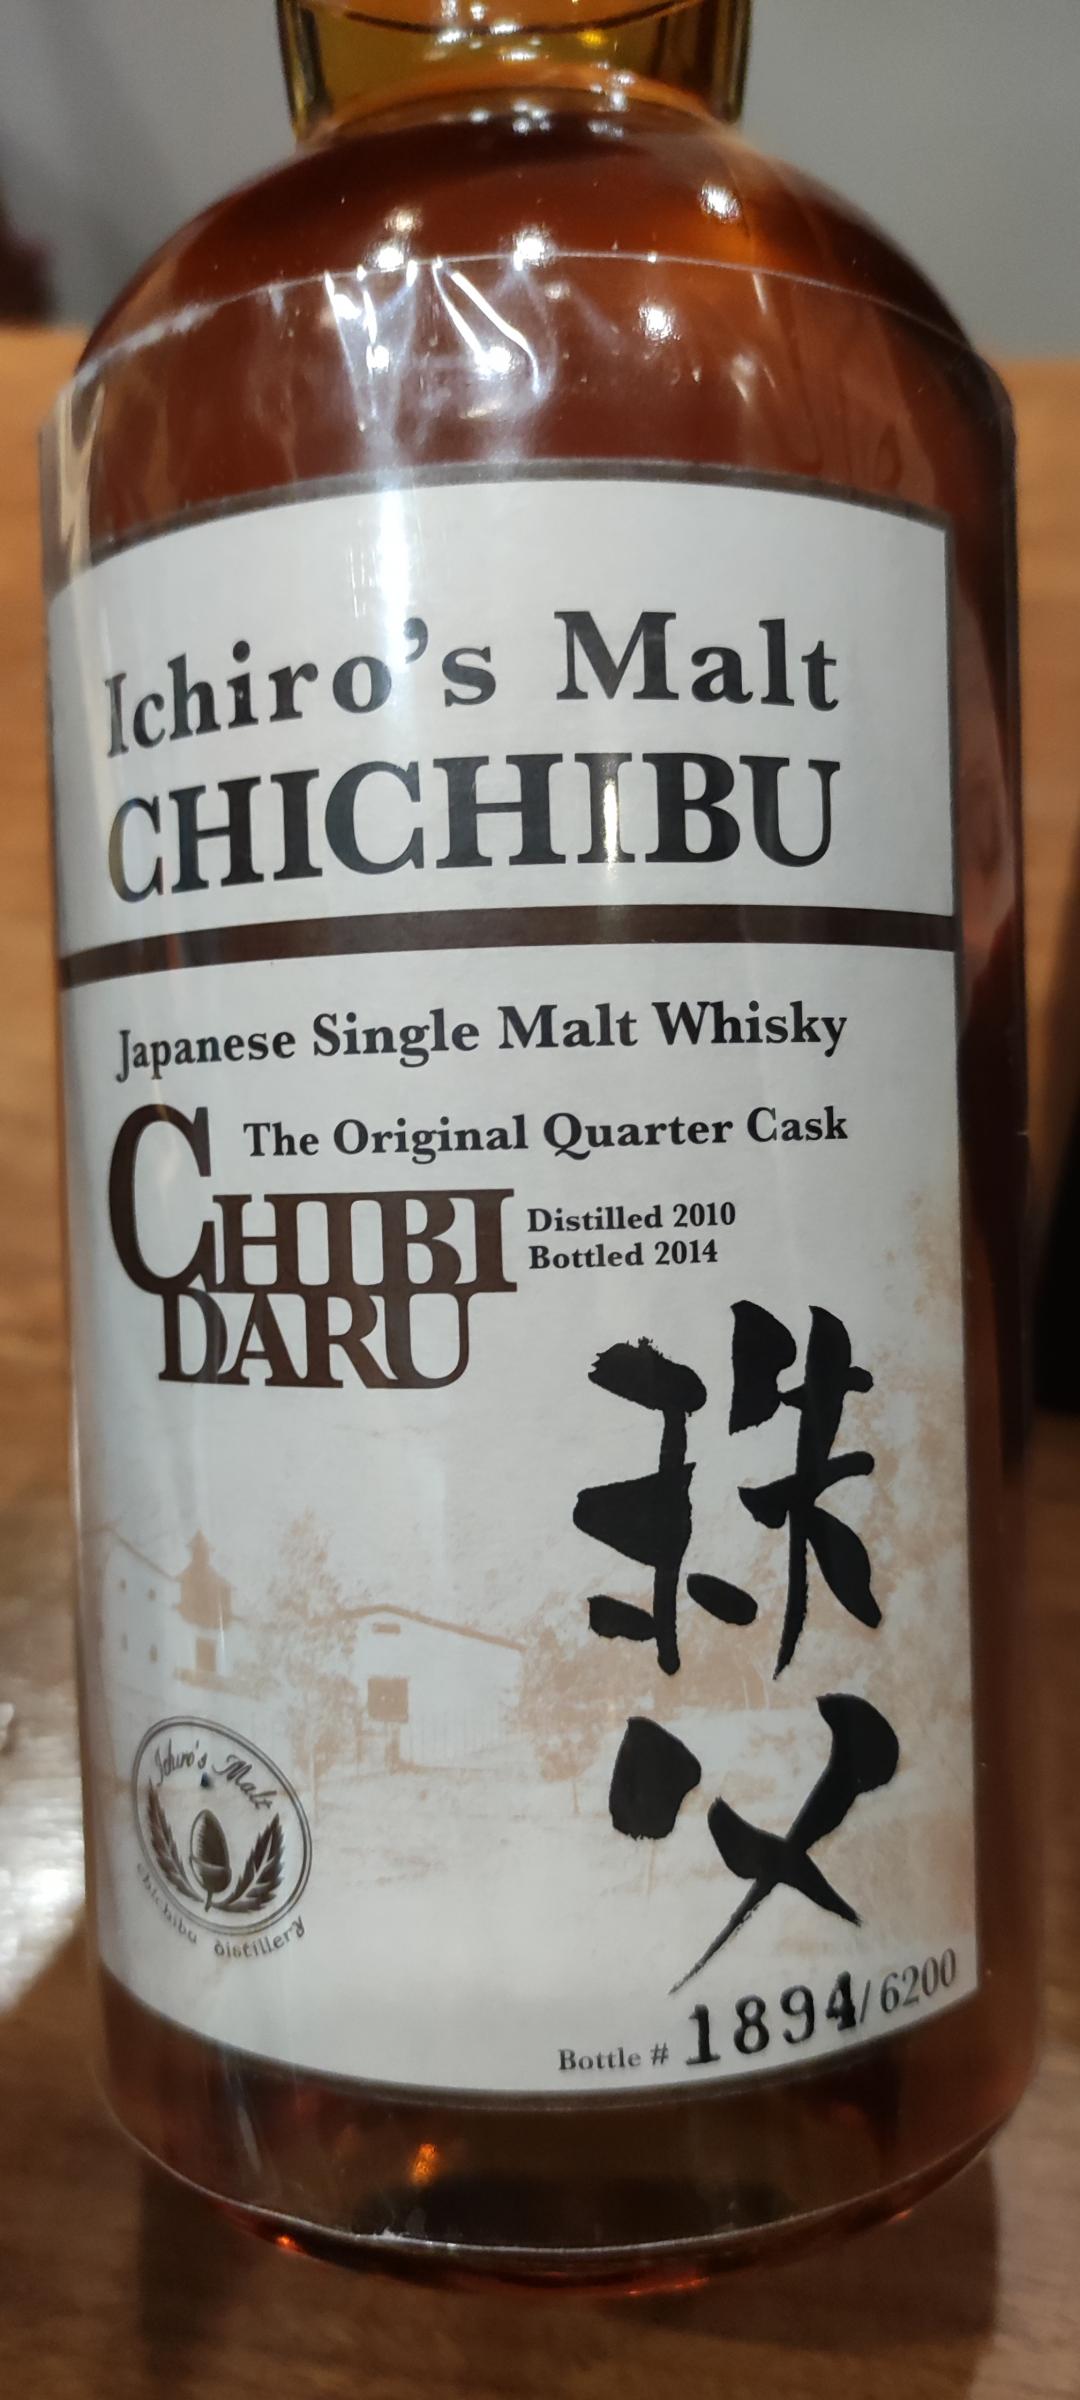 Ichiro's Malt
CHICHIBU
Japanese Single Malt Whisky
The Original Quarter Cask
CHIBI
DARU
Distilled 2010
Bottled 2014
秩
父
Ichiro's Malt
chichibu distillery
Bottle # 1894/6200